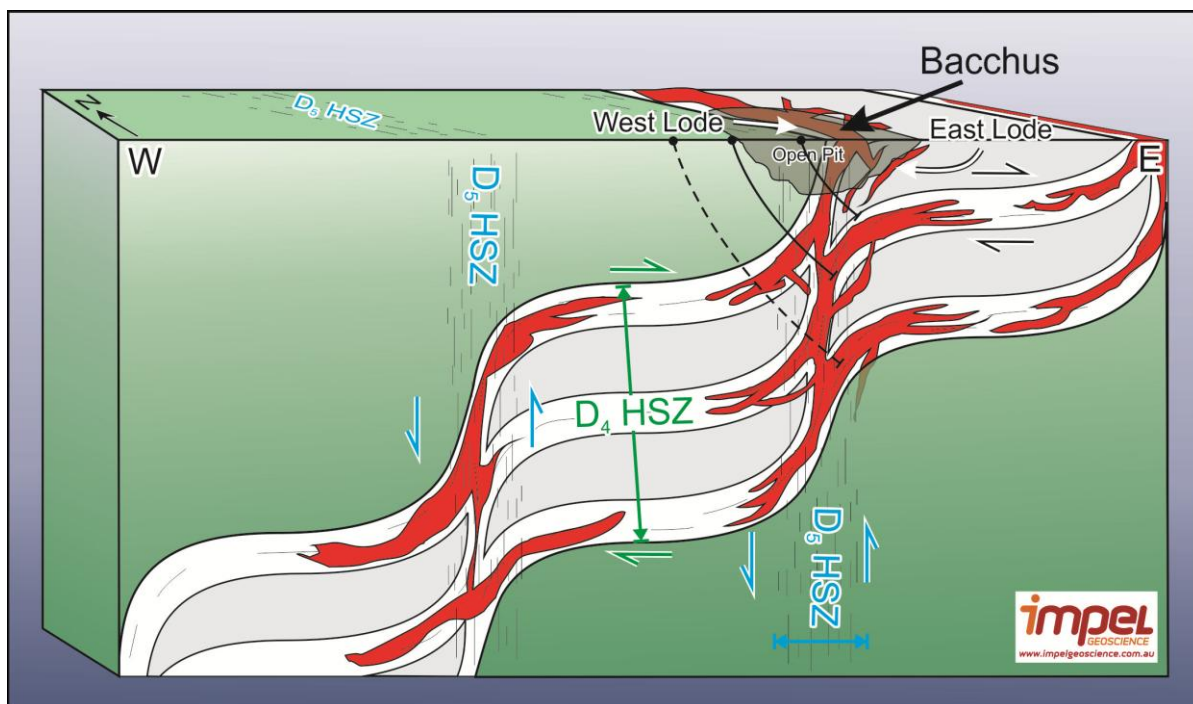 Bacchus
N
D₅ HSZ
West Lode
East Lode
Open Pit
W
E
D₅ HSZ
D₄ HSZ
D₅ HSZ
impel
GEOSCIENCE
www.impelgeoscience.com.au